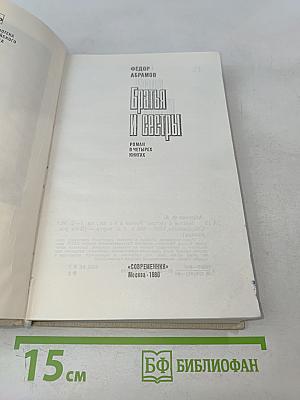 ФЕДОР
АБРАМОВ
Братья
и сестры
РОМАН
В ЧЕТЫРЕХ
КНИГАХ
«СОВРЕМЕННИК»
Москва · 1980
15 см
БФ БИБЛИОФАН